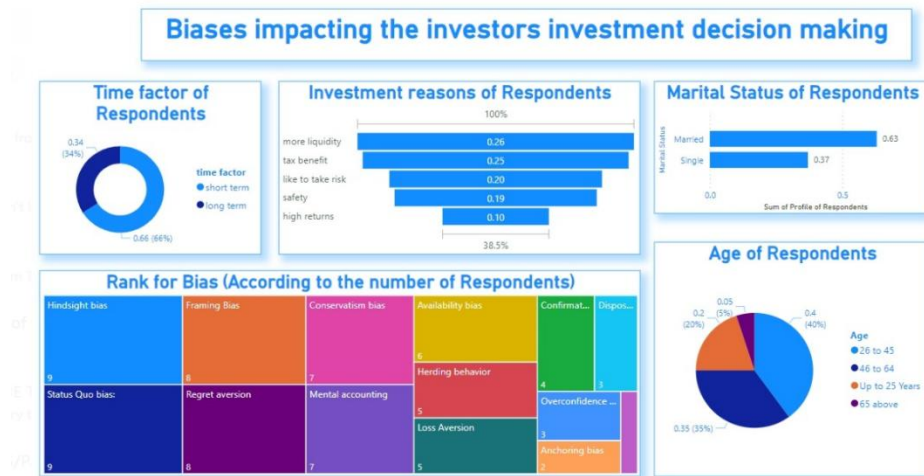 Biases impacting the investors investment decision making
Time factor of
Respondents
0.34
(34%)
time factor
short term
long term
0.66 (66%)
Investment reasons of Respondents
100%
more liquidity
0.26
tax benefit
0.25
like to take risk
0.20
safety
0.19
high returns
0.10
38.5%
Marital Status of Respondents
Marital Status
Married
0.63
Single
0.37
0.0
0.5
Sum of Profile of Respondents
Rank for Bias (According to the number of Respondents)
Hindsight bias
9
Status Quo bias:
9
Framing Bias
8
Regret aversion
8
Conservatism bias
7
Mental accounting
7
Availability bias
6
Herding behavior
5
Loss Aversion
5
Confirmat...
4
Dispos...
3
Overconfidence ...
3
Anchoring bias
2
Age of Respondents
0.05
(5%)
0.2
(20%)
0.4
(40%)
0.35 (35%)
Age
26 to 45
46 to 64
Up to 25 Years
65 above